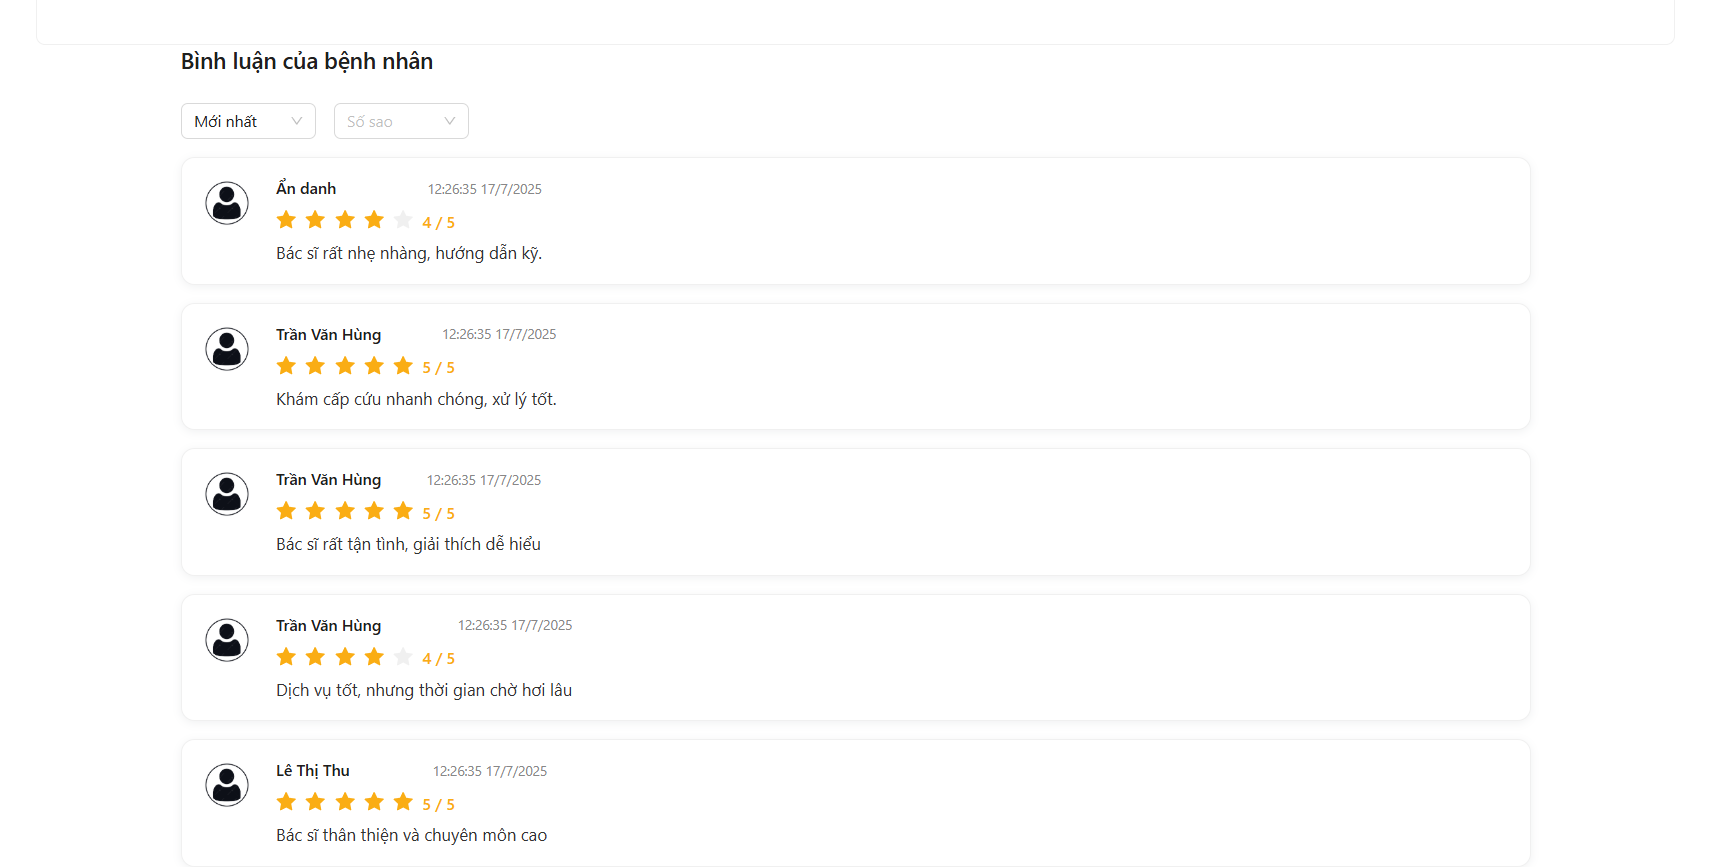 Bình luận của bệnh nhân
Mới nhất Số sao
Ẩn danh 12:26:35 17/7/2025
4 / 5
Bác sĩ rất nhẹ nhàng, hướng dẫn kỹ.
Trần Văn Hùng 12:26:35 17/7/2025
5 / 5
Khám cấp cứu nhanh chóng, xử lý tốt.
Trần Văn Hùng 12:26:35 17/7/2025
5 / 5
Bác sĩ rất tận tình, giải thích dễ hiểu
Trần Văn Hùng 12:26:35 17/7/2025
4 / 5
Dịch vụ tốt, nhưng thời gian chờ hơi lâu
Lê Thị Thu 12:26:35 17/7/2025
5 / 5
Bác sĩ thân thiện và chuyên môn cao